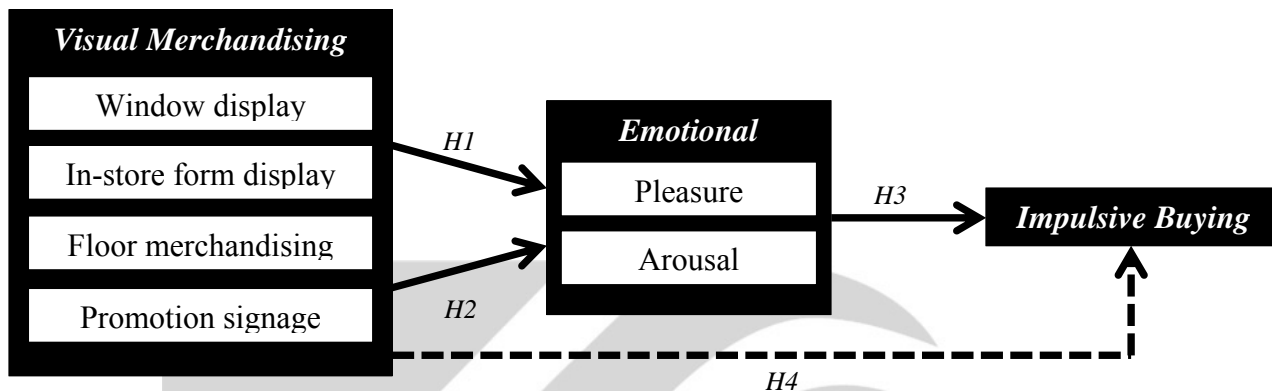 Visual Merchandising
Window display
In-store form display
Floor merchandising
Promotion signage
H1
H2
Emotional
Pleasure
Arousal
H3
Impulsive Buying
H4